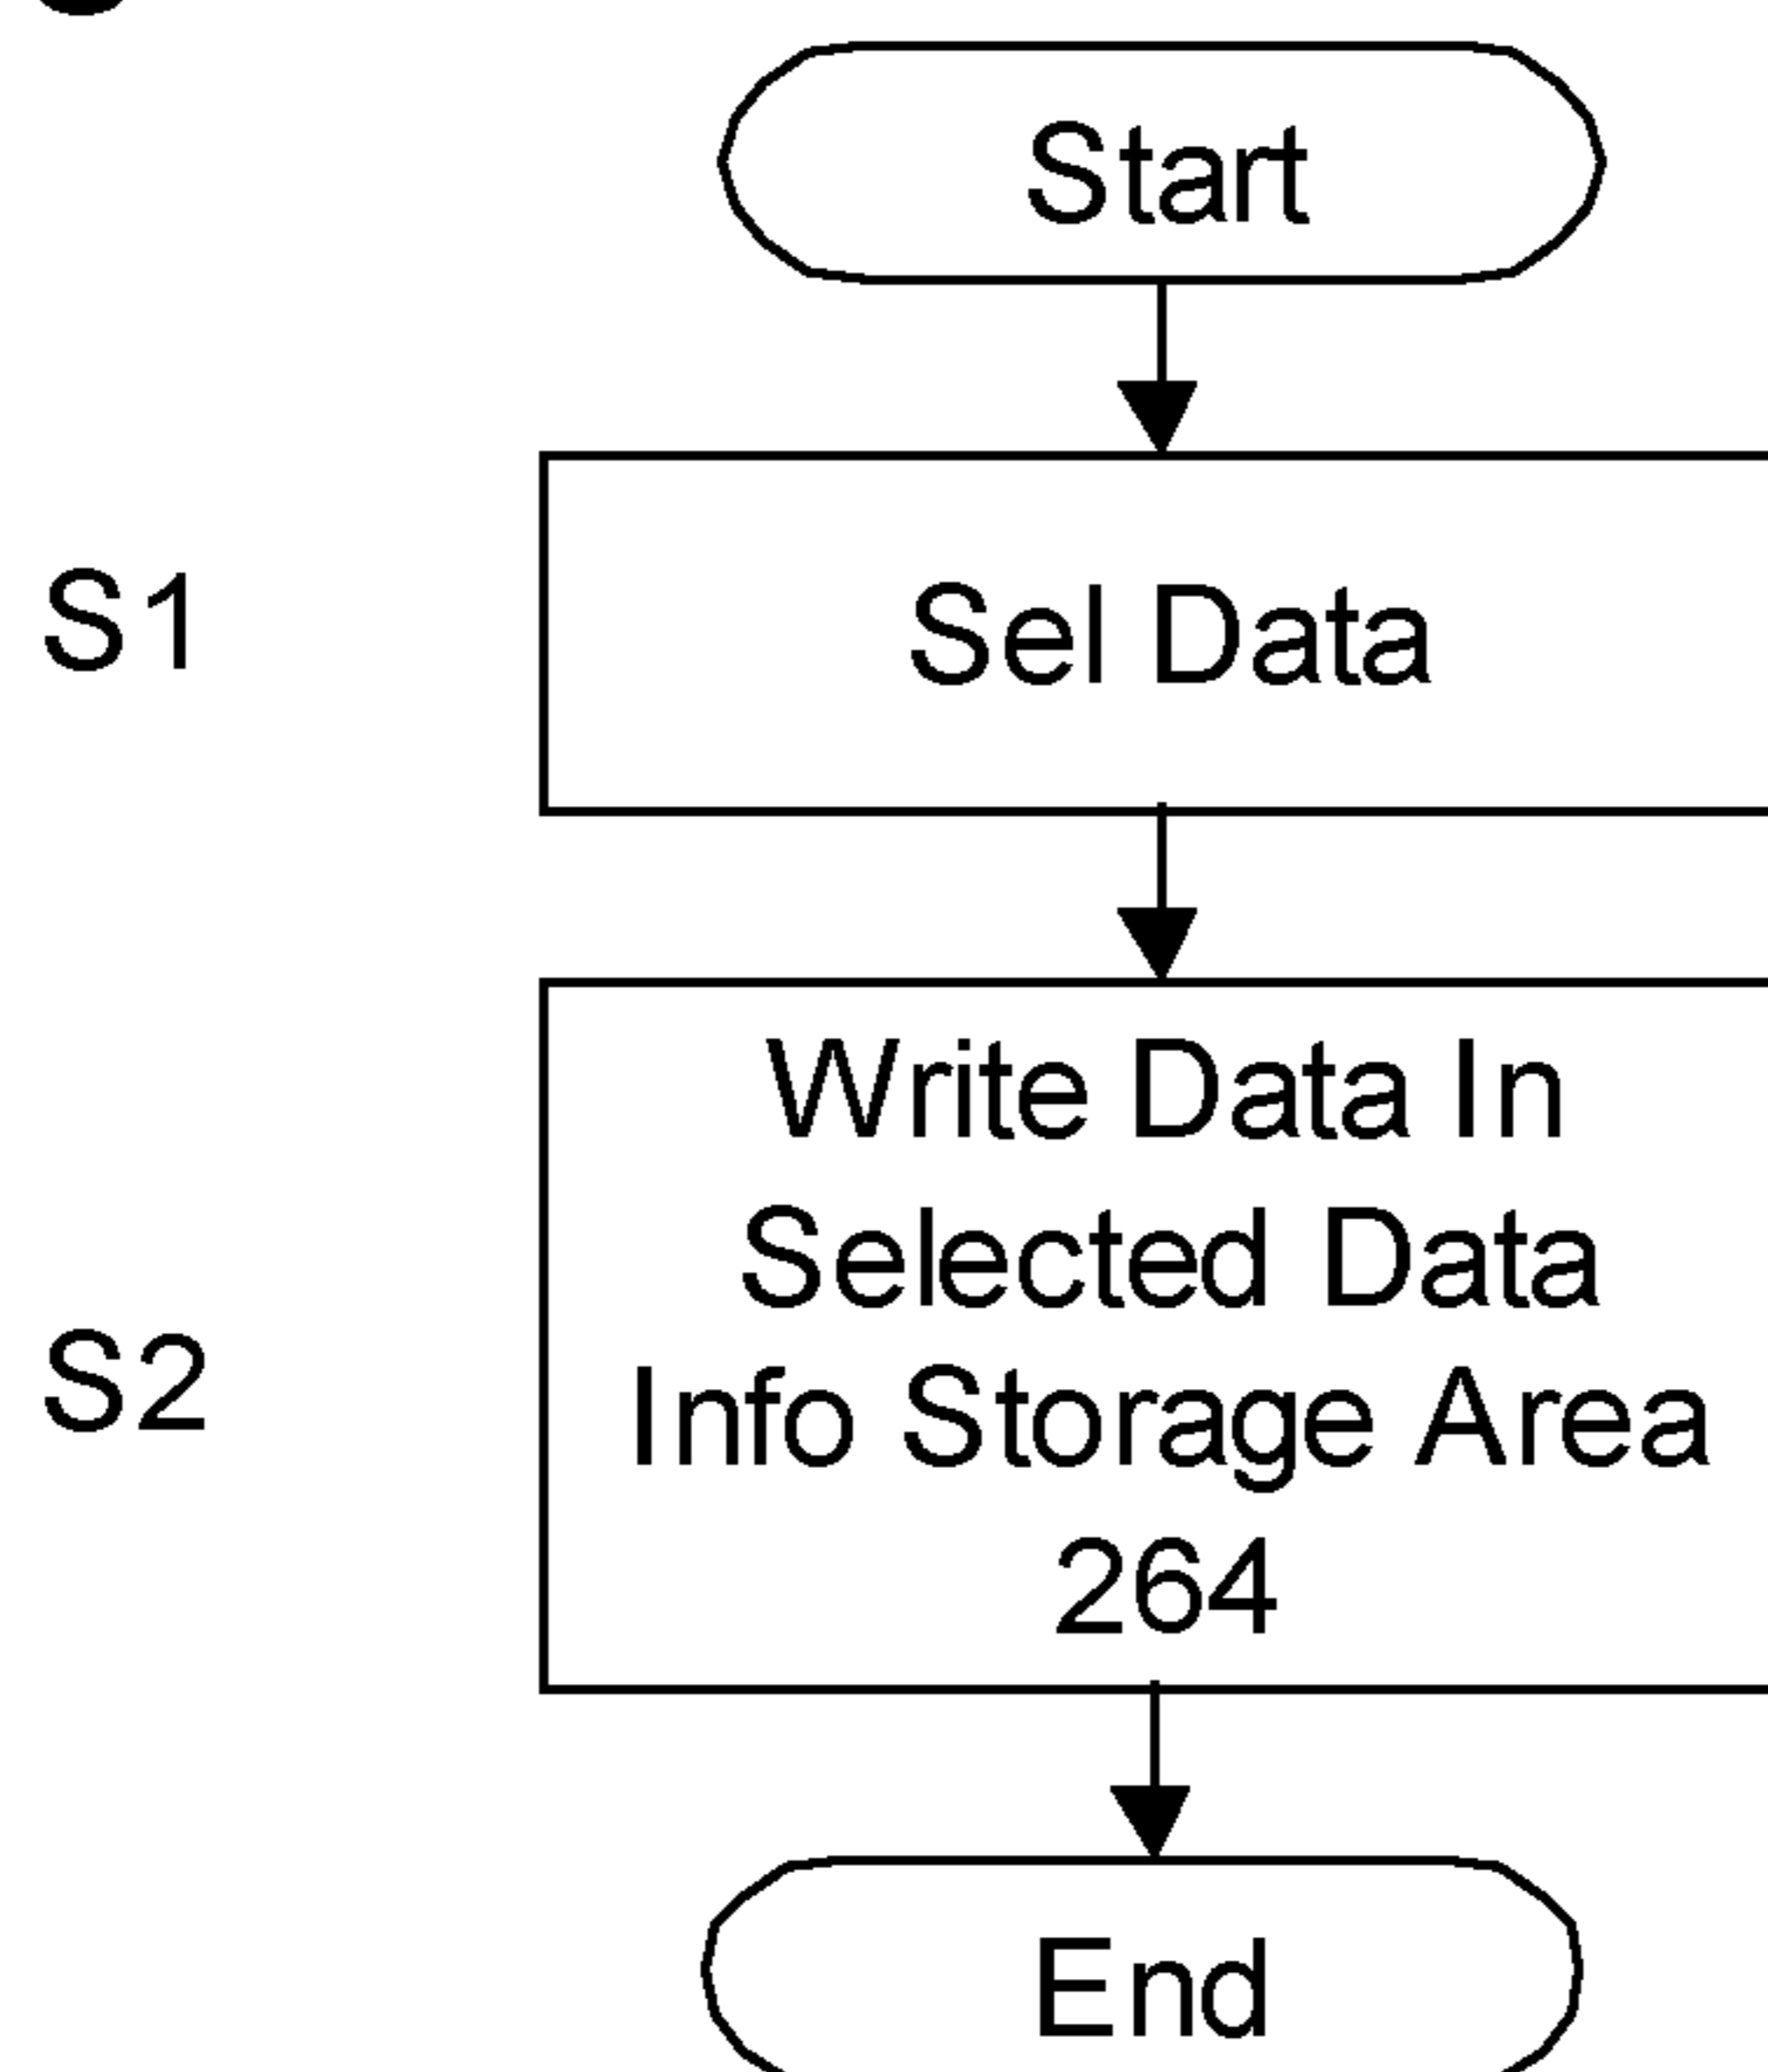 Start
S1
Sel Data
Write Data In
Selected Data
S2
Info Storage Area
264
End